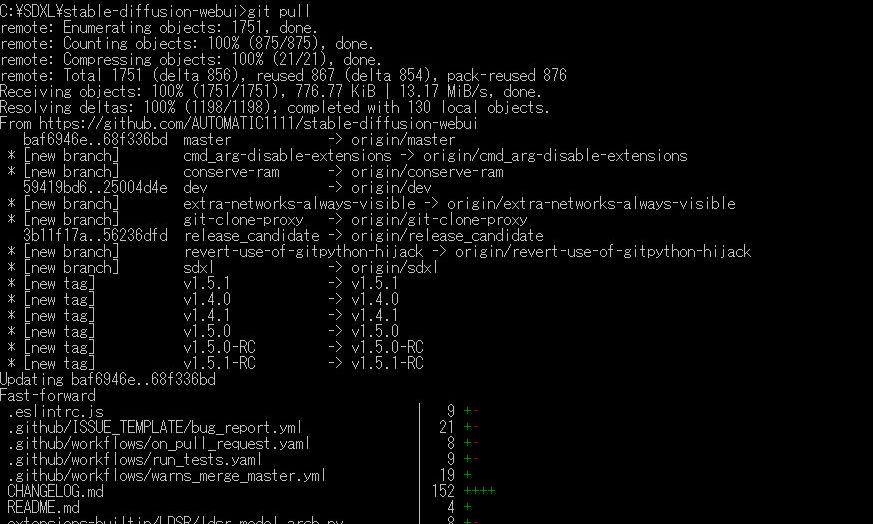 C:¥SDXL¥stable-diffusion-webui>git pull
remote: Enumerating objects: 1751, done.
remote: Counting objects: 100% (875/875), done.
remote: Compressing objects: 100% (21/21), done.
remote: Total 1751 (delta 856), reused 867 (delta 854), pack-reused 876
Receiving objects: 100% (1751/1751), 776.77 KiB | 13.17 MiB/s, done.
Resolving deltas: 100% (1198/1198), completed with 130 local objects.
From https://github.com/AUTOMATIC1111/stable-diffusion-webui
baf6946e..68f336bd master -> origin/master
* [new branch] cmd_arg-disable-extensions -> origin/cmd_arg-disable-extensions
* [new branch] conserve-ram -> origin/conserve-ram
59419bd6..25004d4e dev -> origin/dev
* [new branch] extra-networks-always-visible -> origin/extra-networks-always-visible
* [new branch] git-clone-proxy -> origin/git-clone-proxy
3b11f17a..56236dfd release_candidate -> origin/release_candidate
* [new branch] revert-use-of-gitpython-hijack -> origin/revert-use-of-gitpython-hijack
* [new branch] sdxl -> origin/sdxl
* [new tag] v1.5.1 -> v1.5.1
* [new tag] v1.4.0 -> v1.4.0
* [new tag] v1.4.1 -> v1.4.1
* [new tag] v1.5.0 -> v1.5.0
* [new tag] v1.5.0-RC -> v1.5.0-RC
* [new tag] v1.5.1-RC -> v1.5.1-RC
Updating baf6946e..68f336bd
Fast-forward
.eslintrc.js | 9 +-
.github/ISSUE_TEMPLATE/bug_report.yml | 21 +-
.github/workflows/on_pull_request.yaml | 8 +-
.github/workflows/run_tests.yaml | 9 +-
.github/workflows/warns_merge_master.yml | 19 +
CHANGELOG.md | 152 ++++
README.md | 4 +
extensions-builtin/LDSR/ldsr_model_arch.py | 8 +-